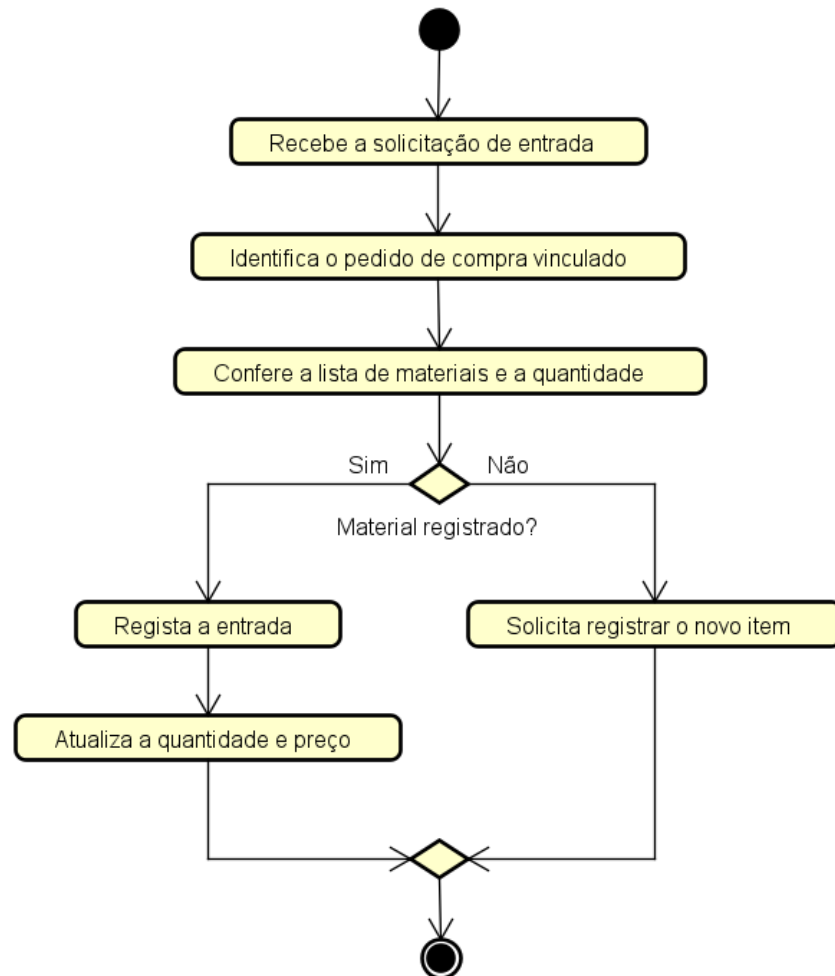 Recebe a solicitação de entrada
Identifica o pedido de compra vinculado
Confere a lista de materiais e a quantidade
Sim
Não
Material registrado?
Regista a entrada
Solicita registrar o novo item
Atualiza a quantidade e preço